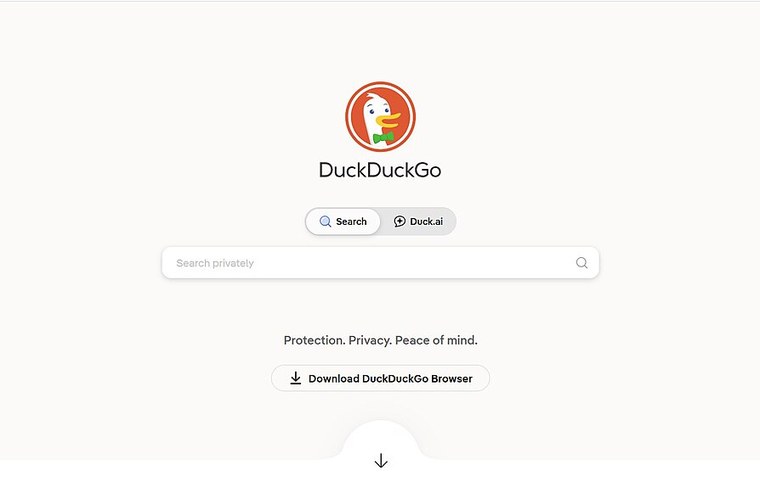 DuckDuckGo
Search Duck.ai
Search privately
Protection. Privacy. Peace of mind.
Download DuckDuckGo Browser